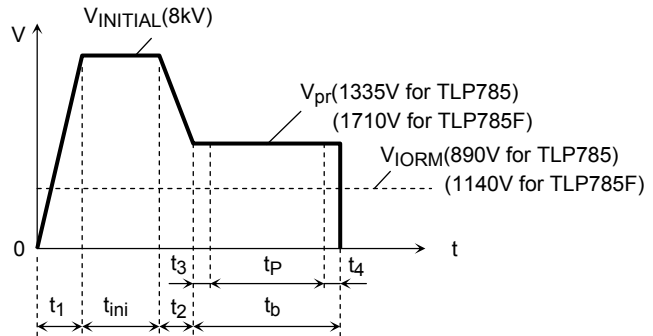 VINITIAL(8kV)
V
Vpr(1335V for TLP785)
(1710V for TLP785F)
VIORM(890V for TLP785)
(1140V for TLP785F)
0
t
t3
tP
t4
t1
tini
t2
tb